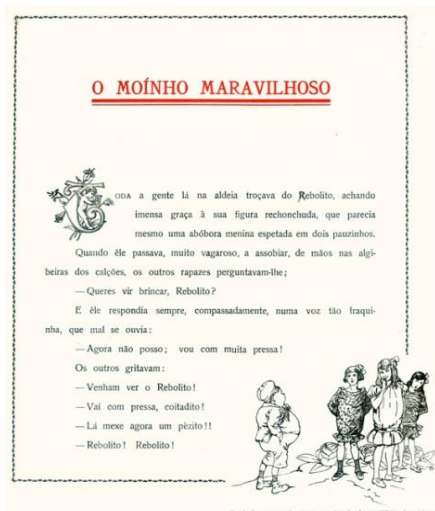 O MOÍNHO MARAVILHOSO
TODA a gente lá na aldeia troçava do Rebolito, achando
imensa graça à sua figura rechonchuda, que parecia
mesmo uma abóbora menina espetada em dois pauzinhos.
Quando êle passava, muito vagaroso, a assobiar, de mãos nas algi-
beiras dos calções, os outros rapazes perguntavam-lhe;
— Queres vir brincar, Rebolito?
E êle respondia sempre, compassadamente, numa voz tão fraqui-
nha, que mal se ouvia:
— Agora não posso; vou com muita pressa!
Os outros gritavam:
— Venham ver o Rebolito!
— Vai com pressa, coitadito!
— Lá mexe agora um pèzito!!
— Rebolito! Rebolito!